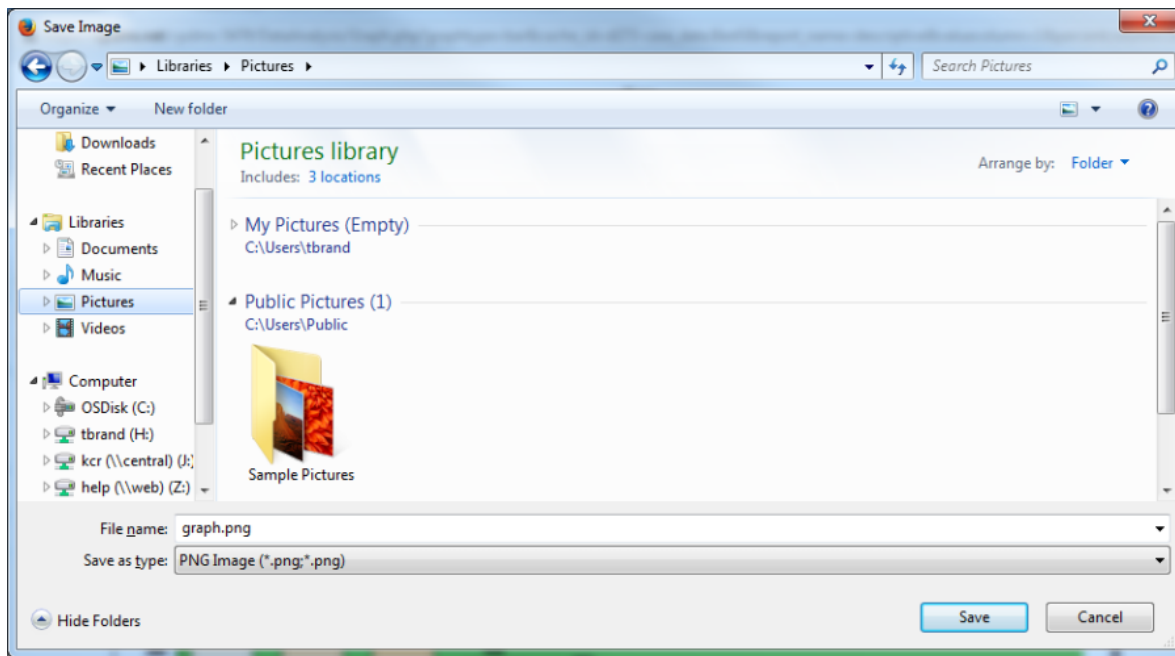 Save Image
Libraries Pictures
Search Pictures
Organize New folder
Downloads
Recent Places
Libraries
Documents
Music
Pictures
Videos
Computer
OSDisk (C:)
tbrand (H:)
kcr (\\central) (J:)
help (\\web) (Z:)
Pictures library
Includes: 3 locations
Arrange by: Folder
My Pictures (Empty)
C:\Users\tbrand
Public Pictures (1)
C:\Users\Public
Sample Pictures
File name: graph.png
Save as type: PNG Image (*.png;*.png)
Hide Folders
Save Cancel